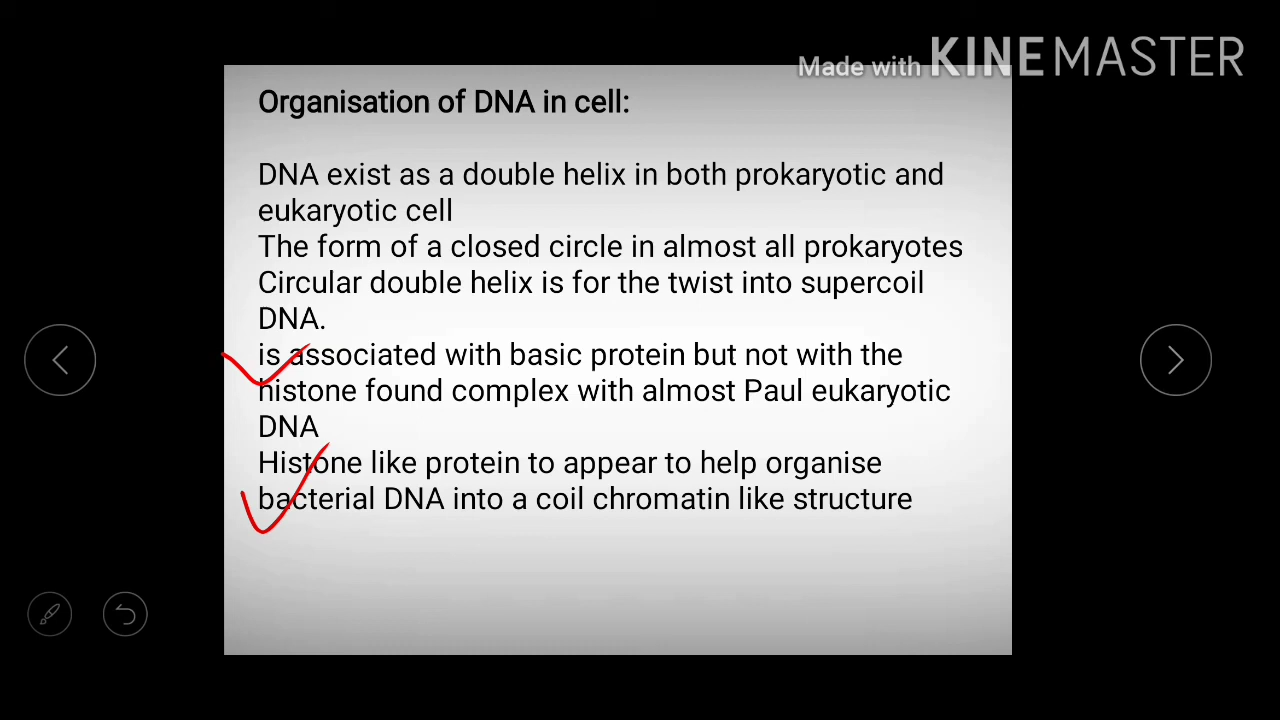 Made with KINEMASTER
Organisation of DNA in cell:
DNA exist as a double helix in both prokaryotic and
eukaryotic cell
The form of a closed circle in almost all prokaryotes
Circular double helix is for the twist into supercoil
DNA.
is associated with basic protein but not with the
histone found complex with almost Paul eukaryotic
DNA
Histone like protein to appear to help organise
bacterial DNA into a coil chromatin like structure